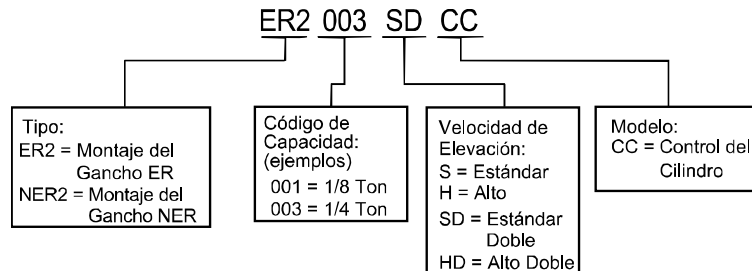 ER2 003 SD CC
Tipo:
ER2 = Montaje del
Gancho ER
NER2 = Montaje del
Gancho NER
Código de
Capacidad:
(ejemplos)
001 = 1/8 Ton
003 = 1/4 Ton
Velocidad de
Elevación:
S = Estándar
H = Alto
SD = Estándar
Doble
HD = Alto Doble
Modelo:
CC = Control del
Cilindro